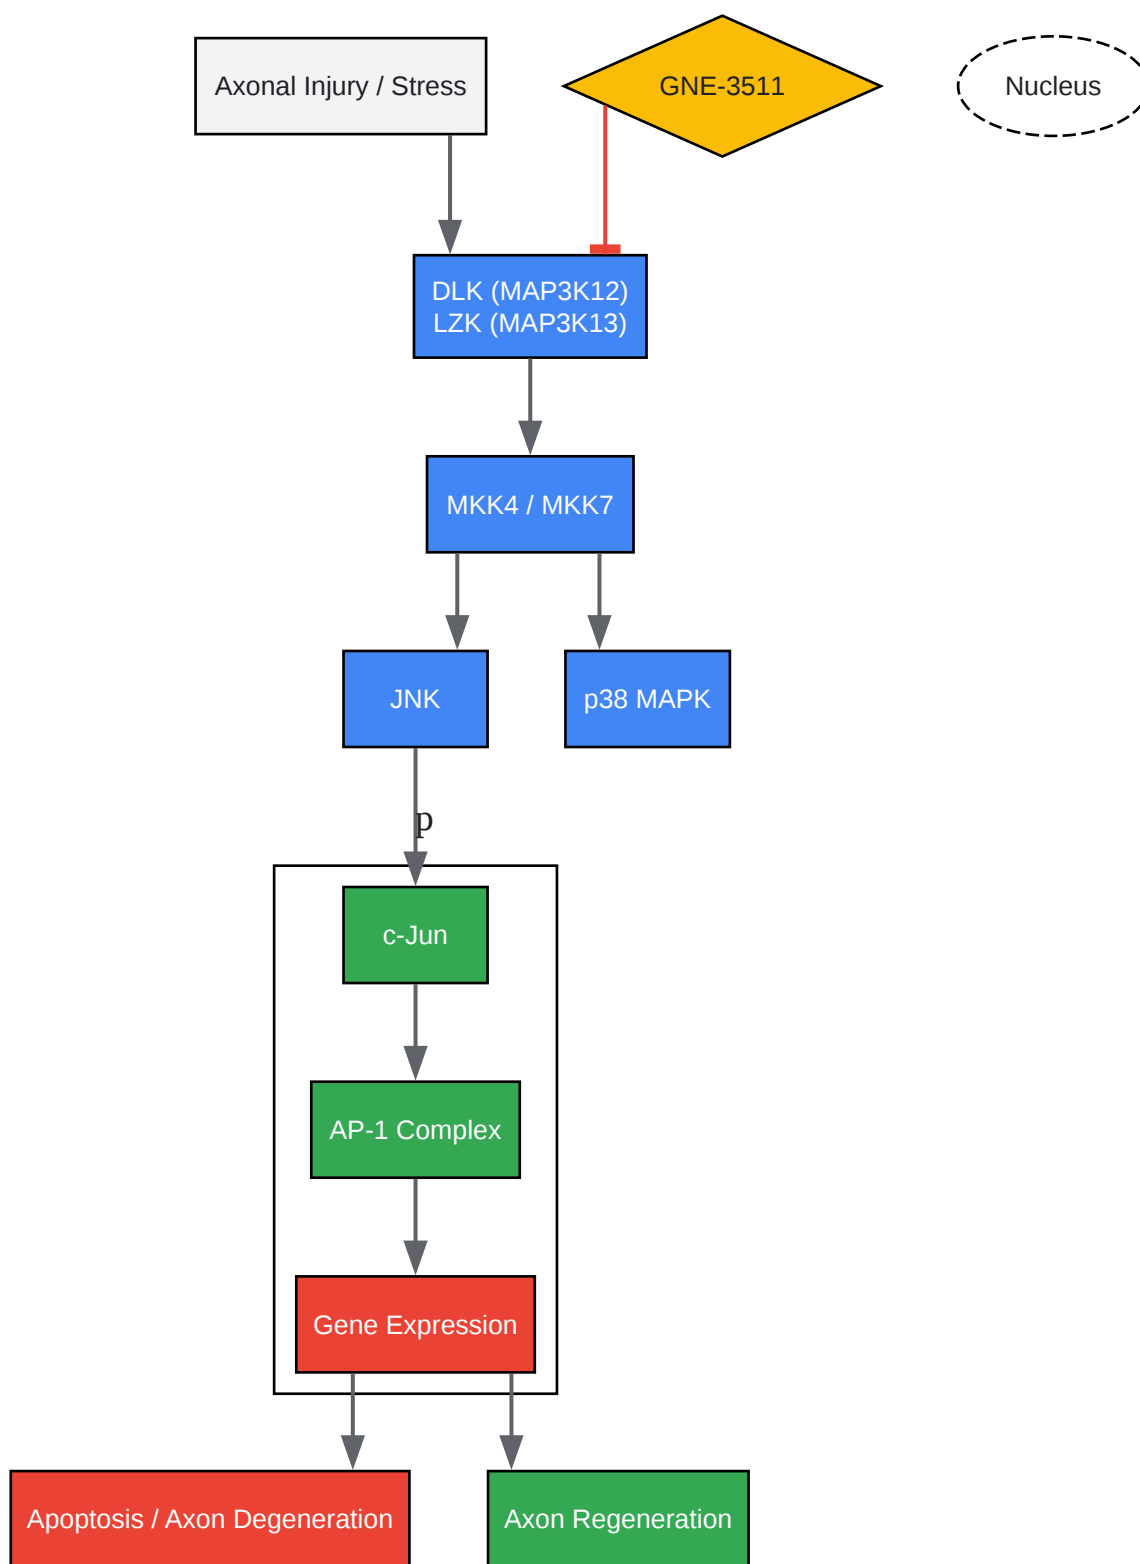 Axonal Injury / Stress
GNE-3511
Nucleus
DLK (MAP3K12)
LZK (MAP3K13)
MKK4 / MKK7
JNK
p38 MAPK
p
c-Jun
AP-1 Complex
Gene Expression
Apoptosis / Axon Degeneration
Axon Regeneration